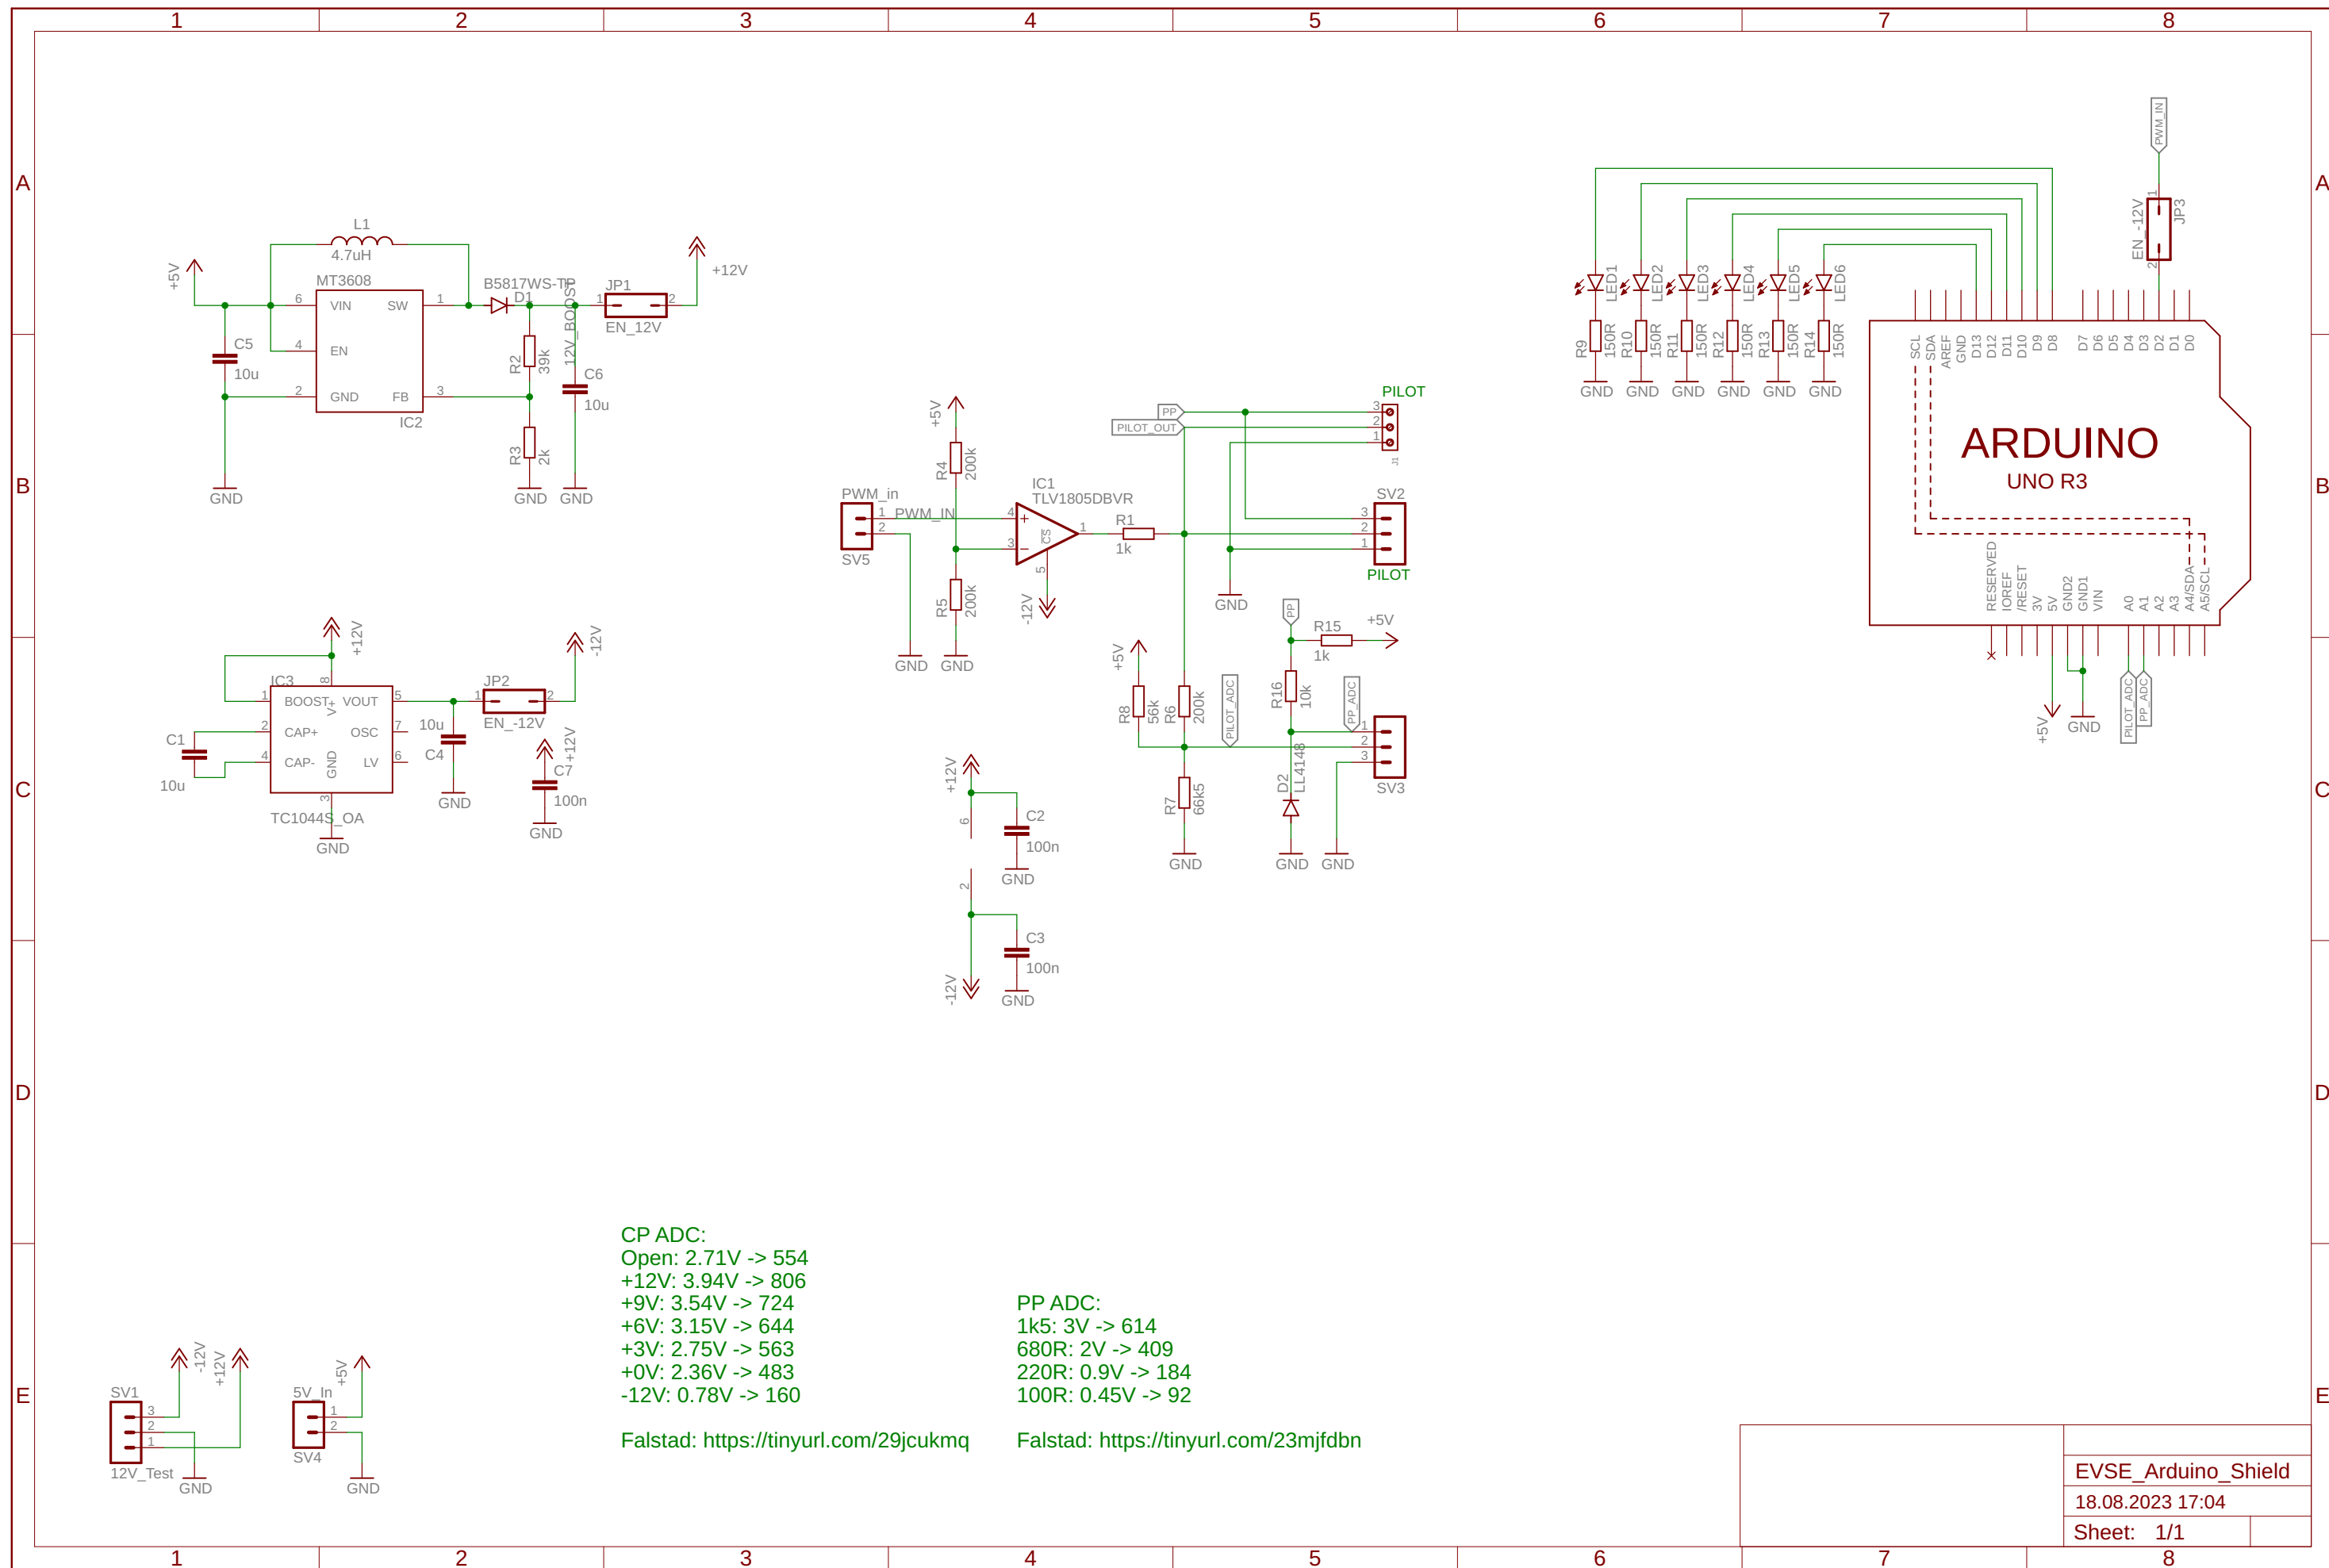 1 2 3 4 5 6 7 8
A A
PWM_IN
1
JP3
EN_-12V
2
L1
4.7uH
+5V
MT3608
6 VIN SW 1
4 EN
2 GND FB 3
IC2
C5
10u
GND
B5817WS-TP
D1
12V_BOOST
R2
39k
R3
2k
C6
10u
GND GND
JP1
1 2
EN_12V
+12V
LED1 LED2 LED3 LED4 LED5 LED6
R9 150R R10 150R R11 150R R12 150R R13 150R R14 150R
GND GND GND GND GND GND
SCL SDA AREF GND D13 D12 D11 D10 D9 D8 D7 D6 D5 D4 D3 D2 D1 D0
ARDUINO
UNO R3
RESERVED IOREF /RESET 3V 5V GND2 GND1 VIN A0 A1 A2 A3 A4/SDA A5/SCL
+5V
GND
PILOT_ADC
PP_ADC
B B
PILOT
PP
PILOT_OUT
3
2
1
J1
+5V
R4
200k
PWM_in
1 PWM_IN
2
SV5
IC1
TLV1805DBVR
4
3
1
5
CS
-12V
R5
200k
GND GND
R1
1k
SV2
3
2
1
PILOT
GND
PP
R15
1k
+5V
+5V
R8
56k
R6
200k
PILOT_ADC
R16
10k
PP_ADC
1
2
3
SV3
D2
LL4148
R7
66k5
GND GND GND
C C
+12V
-12V
IC3
8
1 BOOST V+ VOUT 5
2 CAP+ OSC 7
4 CAP- GND LV 6
3
TC1044S_OA
GND
C1
10u
10u
C4
GND
JP2
1 2
EN_-12V
+12V
C7
100n
GND
+12V
6
C2
100n
GND
2
C3
100n
-12V
GND
D D
CP ADC:
Open: 2.71V -> 554
+12V: 3.94V -> 806
+9V: 3.54V -> 724
+6V: 3.15V -> 644
+3V: 2.75V -> 563
+0V: 2.36V -> 483
-12V: 0.78V -> 160
Falstad: https://tinyurl.com/29jcukmq
PP ADC:
1k5: 3V -> 614
680R: 2V -> 409
220R: 0.9V -> 184
100R: 0.45V -> 92
Falstad: https://tinyurl.com/23mjfdbn
E E
-12V
+12V
SV1
3
2
1
12V_Test
GND
+5V
5V_In
1
2
SV4
GND
EVSE_Arduino_Shield
18.08.2023 17:04
Sheet: 1/1
1 2 3 4 5 6 7 8